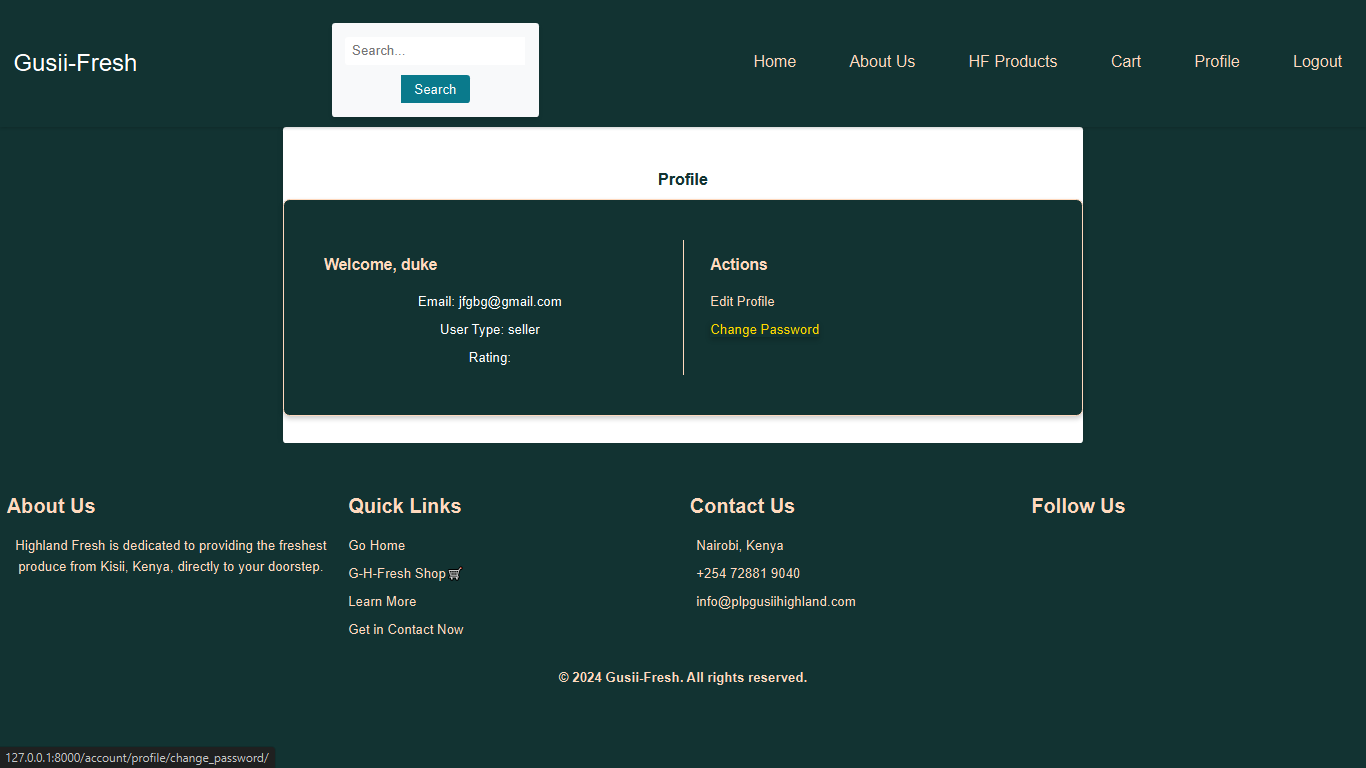 Gusii-Fresh
Search...
Search
Home
About Us
HF Products
Cart
Profile
Logout
Profile
Welcome, duke
Email: jfgbg@gmail.com
User Type: seller
Rating:
Actions
Edit Profile
Change Password
About Us
Highland Fresh is dedicated to providing the freshest
produce from Kisii, Kenya, directly to your doorstep.
Quick Links
Go Home
G-H-Fresh Shop🛒
Learn More
Get in Contact Now
Contact Us
Nairobi, Kenya
+254 72881 9040
info@plpgusiihighland.com
Follow Us
© 2024 Gusii-Fresh. All rights reserved.
127.0.0.1:8000/account/profile/change_password/